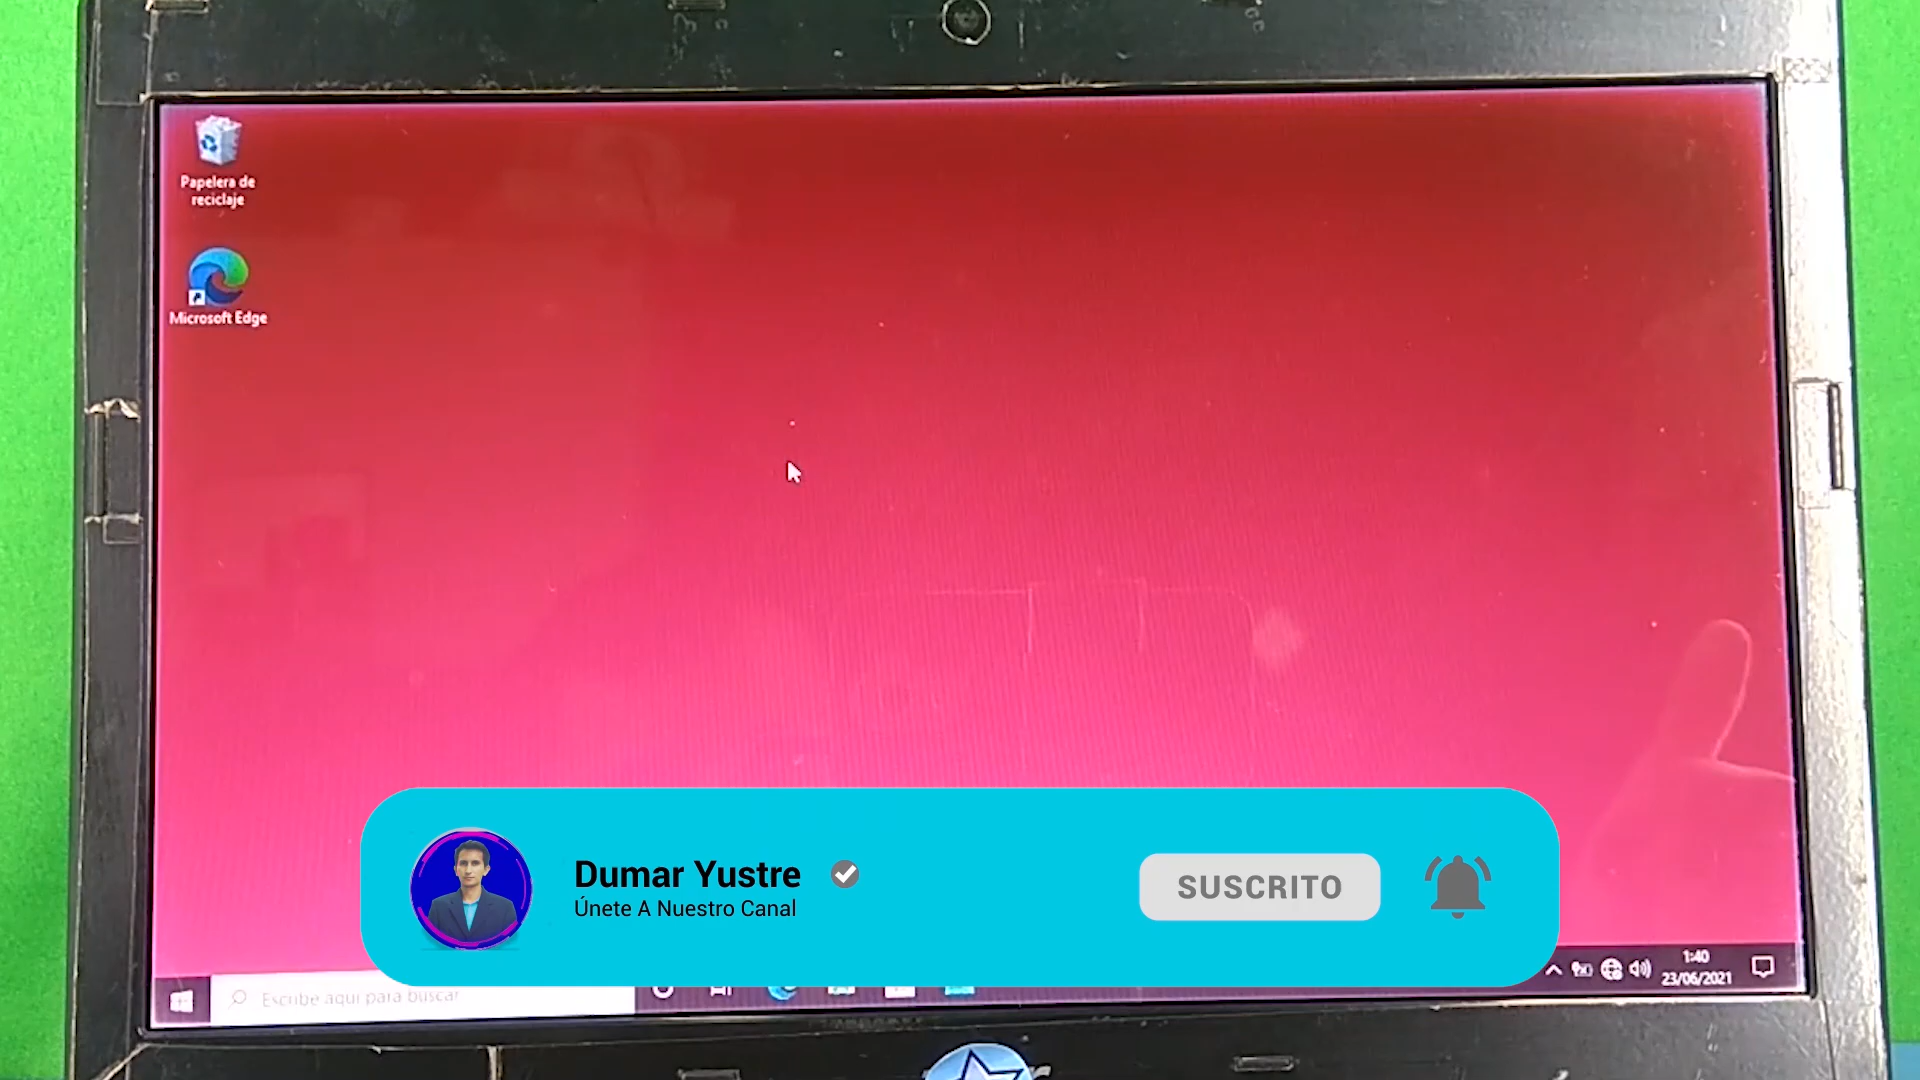 Papelera de
reciclaje
Microsoft Edge
Dumar Yustre
Únete A Nuestro Canal
SUSCRITO
Escribe aquí para buscar
1:40
23/06/2021